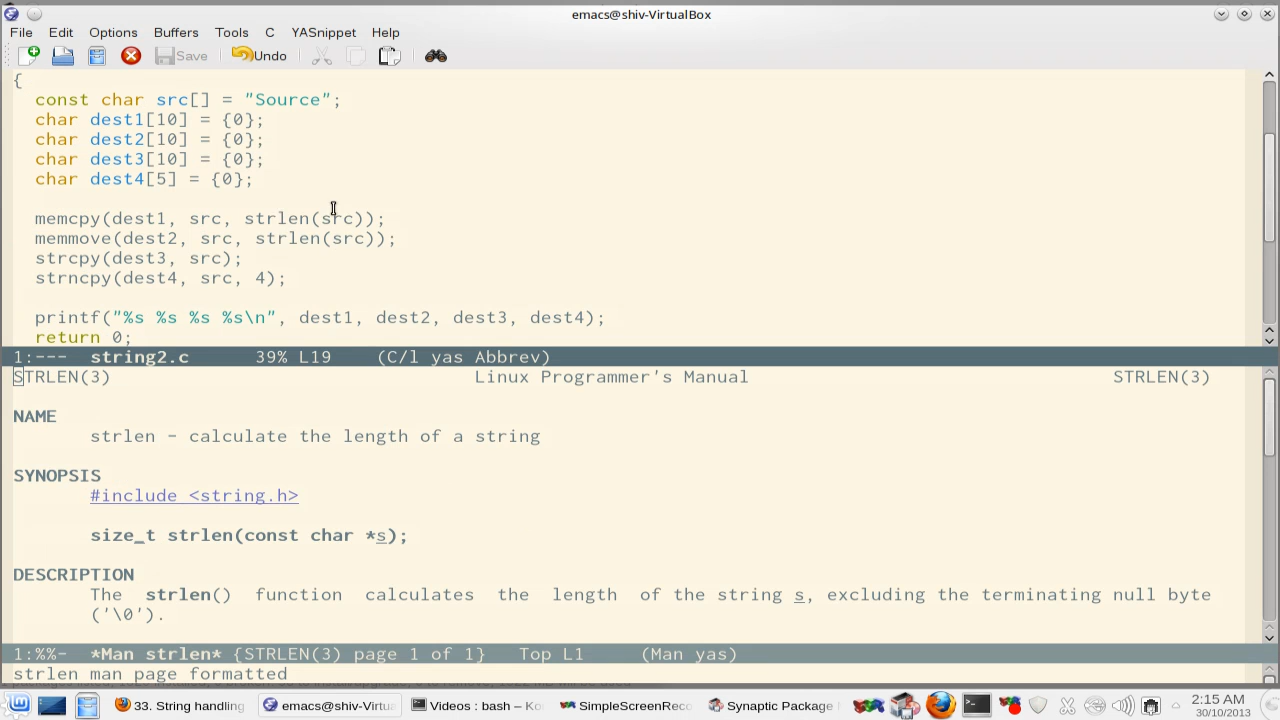 emacs@shiv-VirtualBox
File Edit Options Buffers Tools C YASnippet Help
Save Undo
{
const char src[] = "Source";
char dest1[10] = {0};
char dest2[10] = {0};
char dest3[10] = {0};
char dest4[5] = {0};
memcpy(dest1, src, strlen(src));
memmove(dest2, src, strlen(src));
strcpy(dest3, src);
strncpy(dest4, src, 4);
printf("%s %s %s %s\n", dest1, dest2, dest3, dest4);
return 0;
1:--- string2.c 39% L19 (C/l yas Abbrev)
STRLEN(3) Linux Programmer's Manual STRLEN(3)
NAME
strlen - calculate the length of a string
SYNOPSIS
#include <string.h>
size_t strlen(const char *s);
DESCRIPTION
The strlen() function calculates the length of the string s, excluding the terminating null byte
('\0').
1:%%- *Man strlen* {STRLEN(3) page 1 of 1} Top L1 (Man yas)
strlen man page formatted
33. String handling emacs@shiv-Virtua Videos : bash – Ko SimpleScreenReco Synaptic Package 2:15 AM
30/10/2013